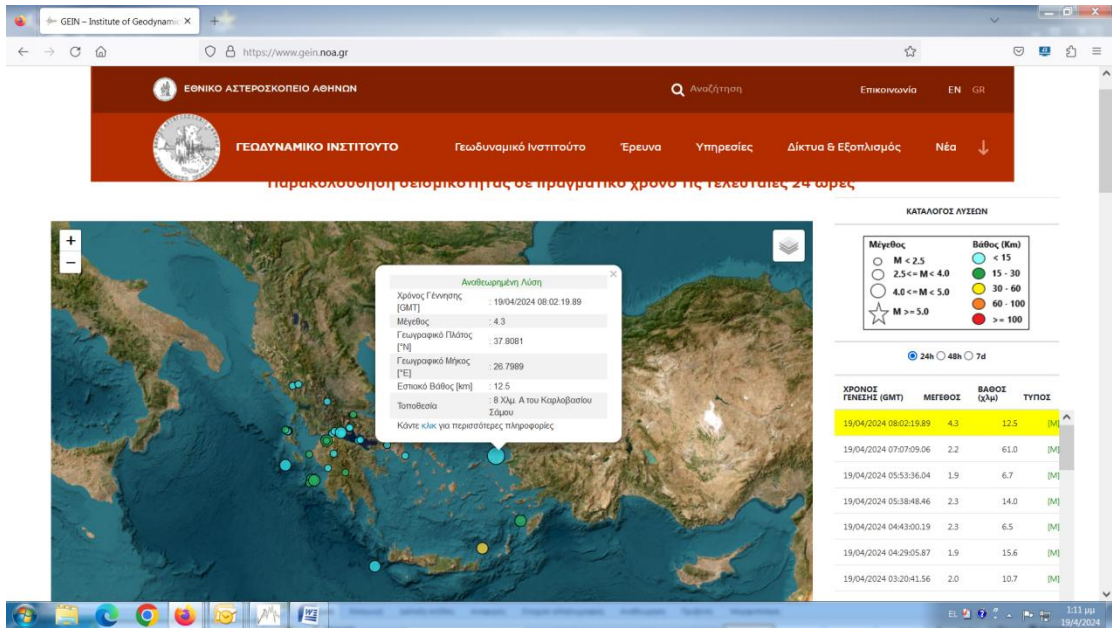 GEIN – Institute of Geodynamic
https://www.gein.noa.gr
ΕΘΝΙΚΟ ΑΣΤΕΡΟΣΚΟΠΕΙΟ ΑΘΗΝΩΝ
Αναζήτηση
Επικοινωνία
EN GR
ΓΕΩΔΥΝΑΜΙΚΟ ΙΝΣΤΙΤΟΥΤΟ
Γεωδυναμικό Ινστιτούτο
Έρευνα
Υπηρεσίες
Δίκτυα & Εξοπλισμός
Νέα
Παρακολούθηση σεισμικότητας σε πραγματικό χρόνο τις τελευταίες 24 ώρες
+
−
Αναθεωρημένη Λύση
Χρόνος Γέννησης [GMT] : 19/04/2024 08:02:19.89
Μέγεθος : 4.3
Γεωγραφικό Πλάτος [°N] : 37.8081
Γεωγραφικό Μήκος [°E] : 26.7989
Εστιακό Βάθος [km] : 12.5
Τοποθεσία : 8 Χλμ. Α του Καρλοβασίου Σάμου
Κάντε κλικ για περισσότερες πληροφορίες
ΚΑΤΑΛΟΓΟΣ ΛΥΣΕΩΝ
Μέγεθος Βάθος (Km)
M < 2.5 < 15
2.5<= M < 4.0 15 - 30
4.0 <= M < 5.0 30 - 60
60 - 100
M >= 5.0 >= 100
24h 48h 7d
ΧΡΟΝΟΣ ΓΕΝΕΣΗΣ (GMT) ΜΕΓΕΘΟΣ ΒΑΘΟΣ (χλμ) ΤΥΠΟΣ
19/04/2024 08:02:19.89 4.3 12.5 [M]
19/04/2024 07:07:09.06 2.2 61.0 [M]
19/04/2024 05:53:36.04 1.9 6.7 [M]
19/04/2024 05:38:48.46 2.3 14.0 [M]
19/04/2024 04:43:00.19 2.3 6.5 [M]
19/04/2024 04:29:05.87 1.9 15.6 [M]
19/04/2024 03:20:41.56 2.0 10.7 [M]
EL
1:11 μμ
19/4/2024